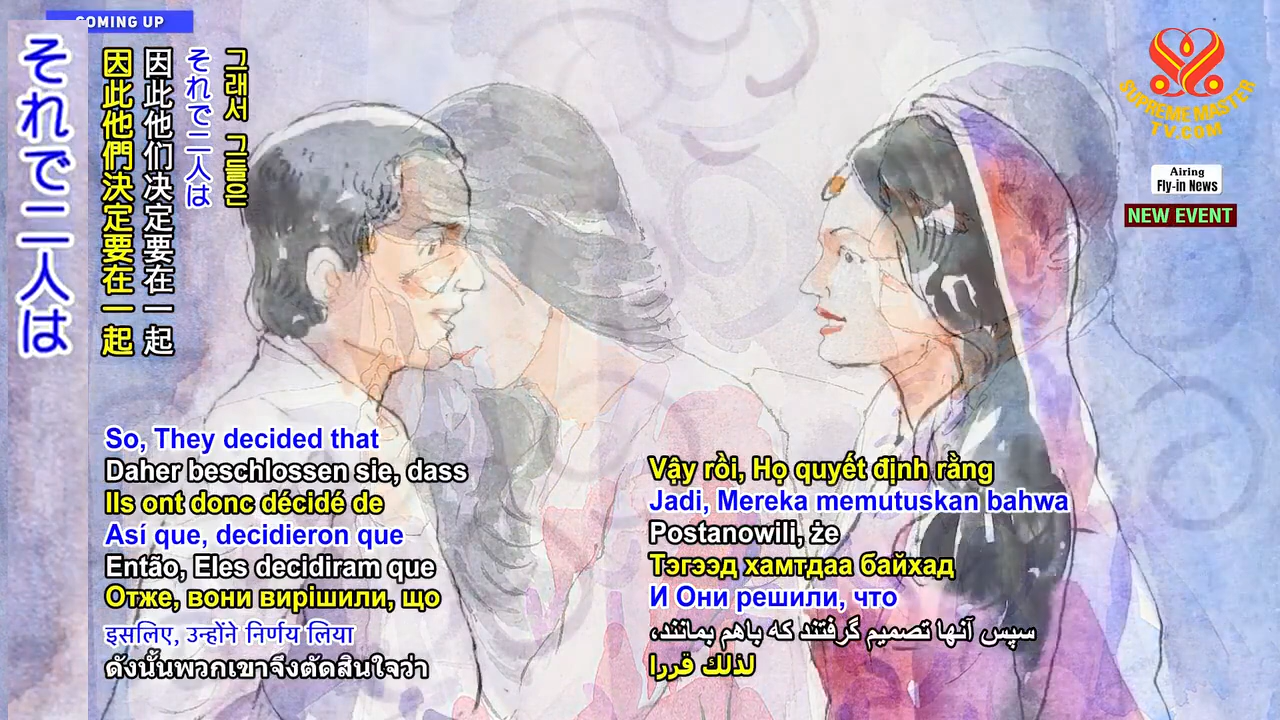 COMING UP
それで二人は
因此他們決定要在一起
因此他们决定要在一起
それで二人は
그래서 그들은
SUPREME MASTER
TV.COM
Airing
Fly-in News
NEW EVENT
So, They decided that
Daher beschlossen sie, dass
Ils ont donc décidé de
Así que, decidieron que
Então, Eles decidiram que
Отже, вони вирішили, що
इसलिए, उन्होंने निर्णय लिया
ดังนั้นพวกเขาจึงตัดสินใจว่า
Vậy rồi, Họ quyết định rằng
Jadi, Mereka memutuskan bahwa
Postanowili, że
Тэгээд хамтдаа байхад
И Они решили, что
سپس آنها تصمیم گرفتند که باهم بمانند،
لذلك قررا